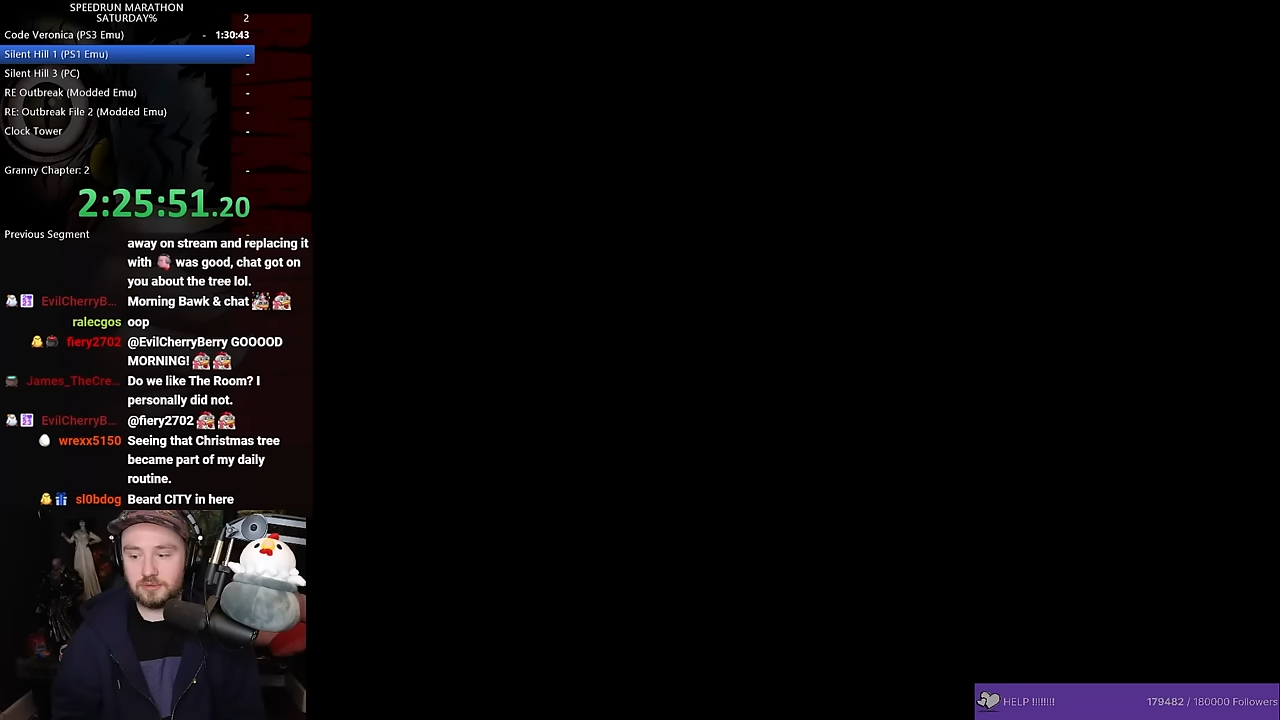 SPEEDRUN MARATHON
SATURDAY%
2
Code Veronica (PS3 Emu) - 1:30:43
Silent Hill 1 (PS1 Emu) -
Silent Hill 3 (PC) -
RE Outbreak (Modded Emu) -
RE: Outbreak File 2 (Modded Emu) -
Clock Tower -
Granny Chapter: 2 -
2:25:51.20
Previous Segment -
away on stream and replacing it
with was good, chat got on
you about the tree lol.
EvilCherryB... Morning Bawk & chat
ralecgos oop
fiery2702 @EvilCherryBerry GOOOOD
MORNING!
James_TheCre... Do we like The Room? I
personally did not.
EvilCherryB... @fiery2702
wrexx5150 Seeing that Christmas tree
became part of my daily
routine.
sl0bdog Beard CITY in here
HELP !!!!!!!! 179482 / 180000 Followers